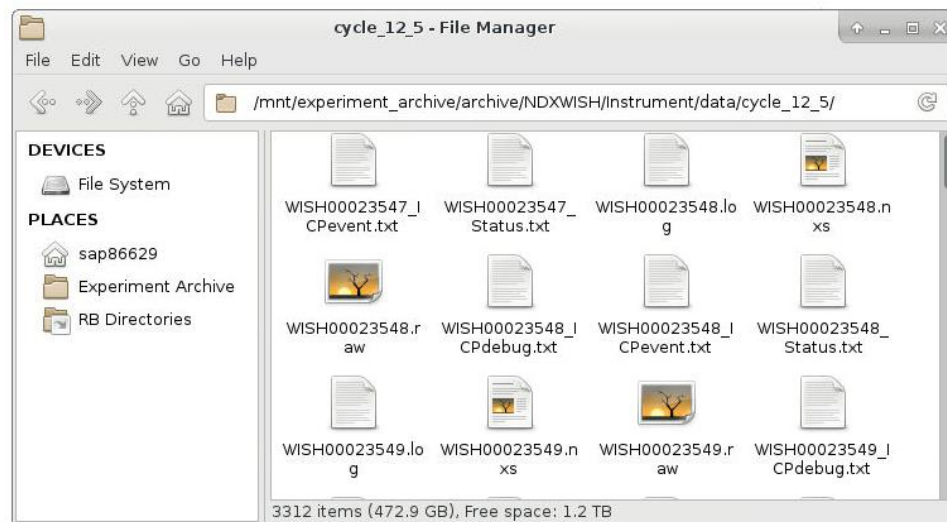 cycle_12_5 - File Manager
File Edit View Go Help
/mnt/experiment_archive/archive/NDXWISH/Instrument/data/cycle_12_5/
DEVICES
File System
PLACES
sap86629
Experiment Archive
RB Directories
WISH00023547_I
CPevent.txt
WISH00023547_
Status.txt
WISH00023548.lo
g
WISH00023548.n
xs
WISH00023548.r
aw
WISH00023548_I
CPdebug.txt
WISH00023548_I
CPevent.txt
WISH00023548_
Status.txt
WISH00023549.lo
g
WISH00023549.n
xs
WISH00023549.r
aw
WISH00023549_I
CPdebug.txt
3312 items (472.9 GB), Free space: 1.2 TB